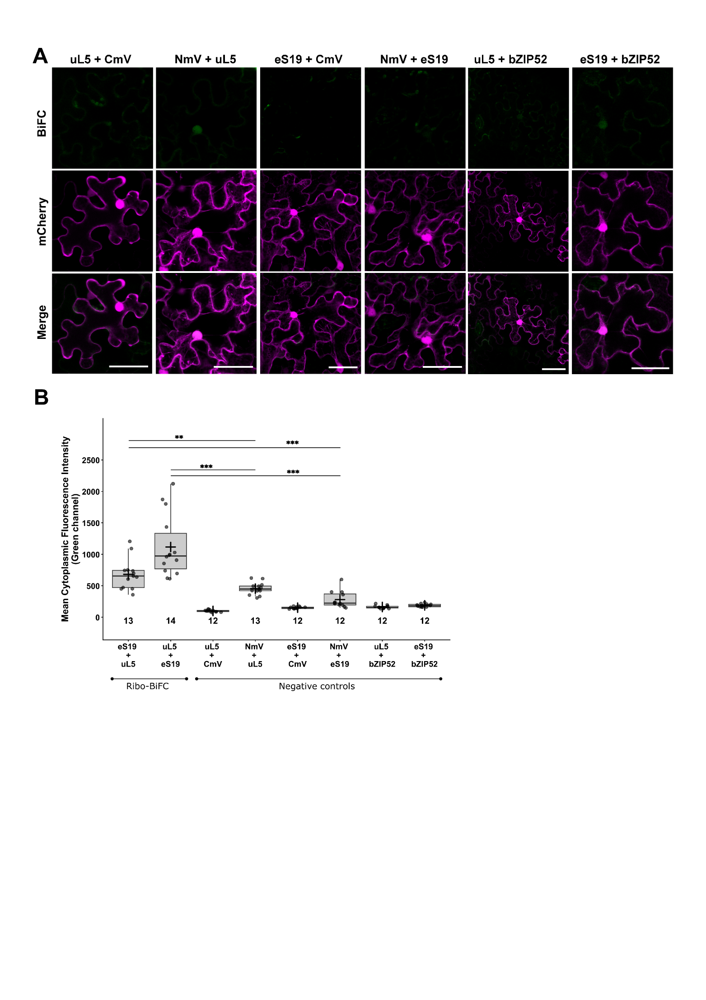 A
uL5 + CmV
NmV + uL5
eS19 + CmV
NmV + eS19
uL5 + bZIP52
eS19 + bZIP52
BiFC
mCherry
Merge
B
Mean Cytoplasmic Fluorescence Intensity
(Green channel)
2500
2000
1500
1000
500
0
**
***
***
***
13
14
12
13
12
12
12
12
eS19
+
uL5
uL5
+
eS19
uL5
+
CmV
NmV
+
uL5
eS19
+
CmV
NmV
+
eS19
uL5
+
bZIP52
eS19
+
bZIP52
Ribo-BiFC
Negative controls